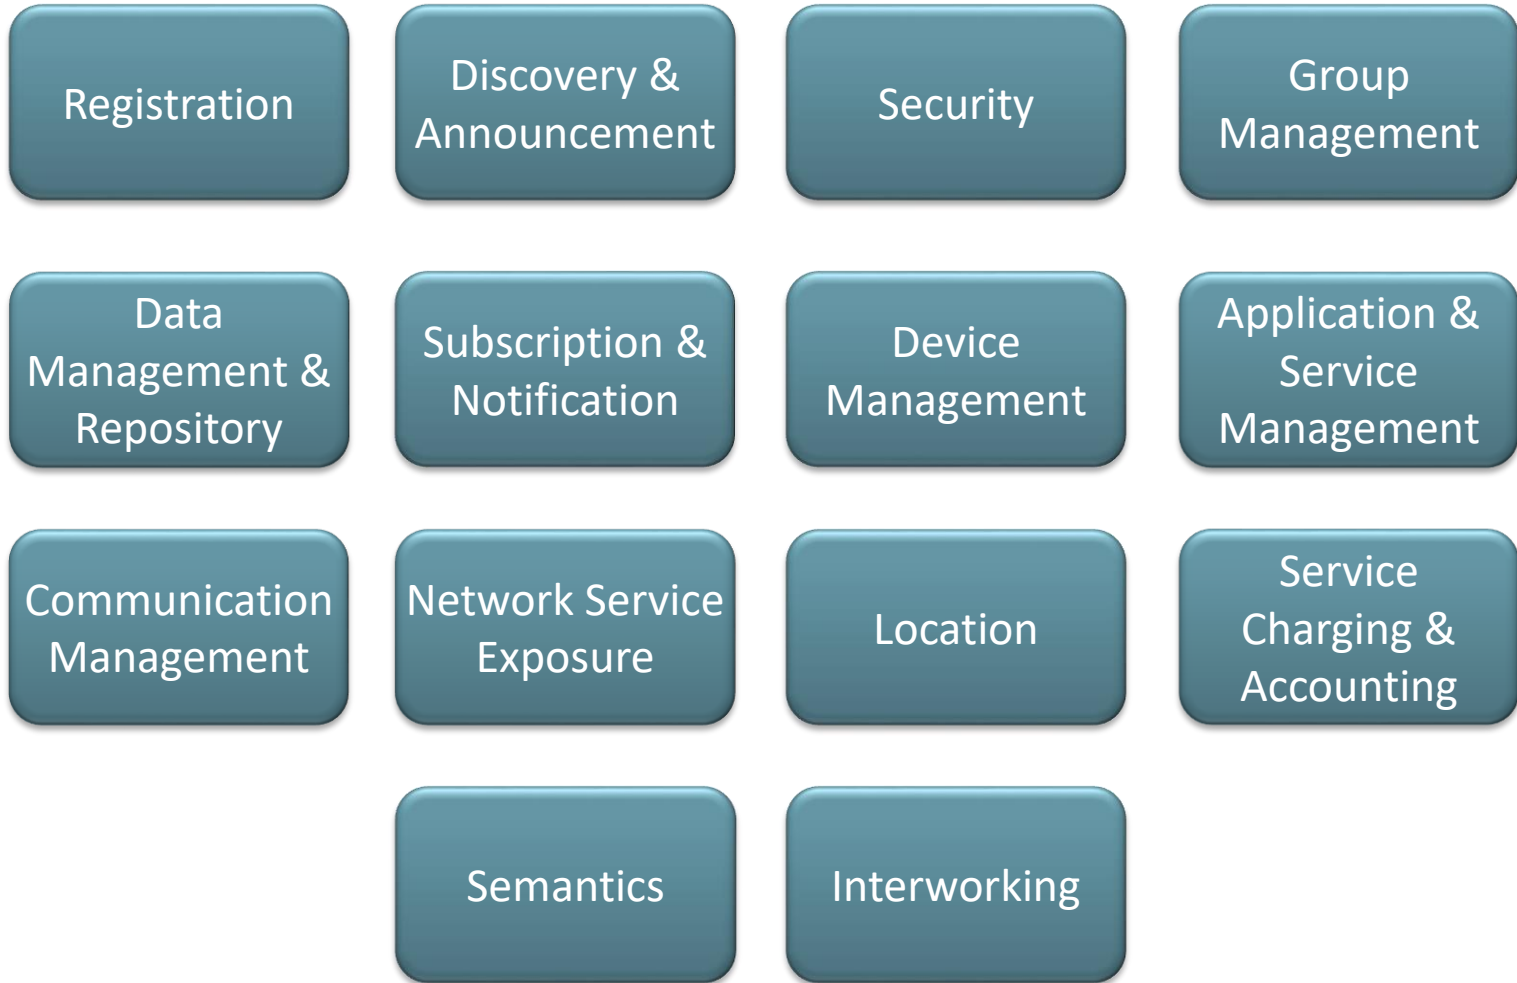 Registration
Discovery &
Announcement
Security
Group
Management
Data
Management &
Repository
Subscription &
Notification
Device
Management
Application &
Service
Management
Communication
Management
Network Service
Exposure
Location
Service
Charging &
Accounting
Semantics
Interworking